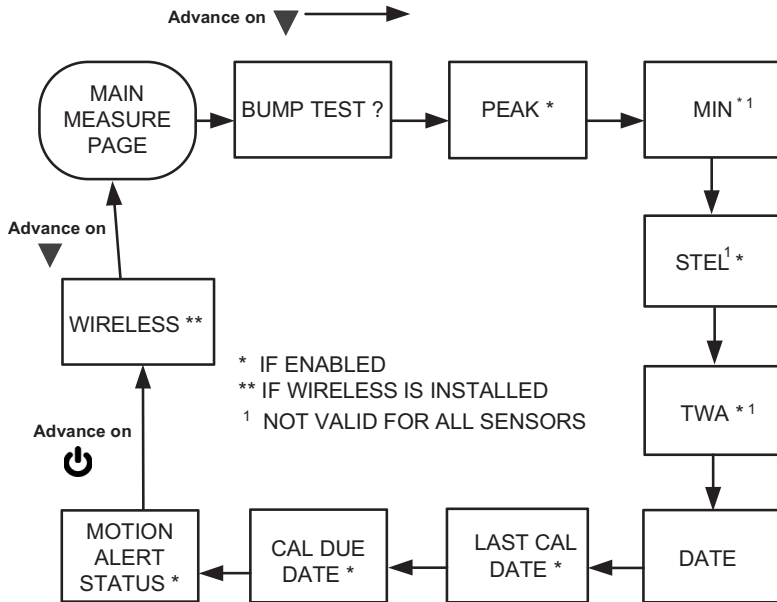 Advance on
MAIN
MEASURE
PAGE
BUMP TEST ?
PEAK *
MIN * 1
STEL 1 *
TWA * 1
DATE
LAST CAL
DATE *
CAL DUE
DATE *
MOTION
ALERT
STATUS *
Advance on
WIRELESS **
Advance on
* IF ENABLED
** IF WIRELESS IS INSTALLED
1 NOT VALID FOR ALL SENSORS